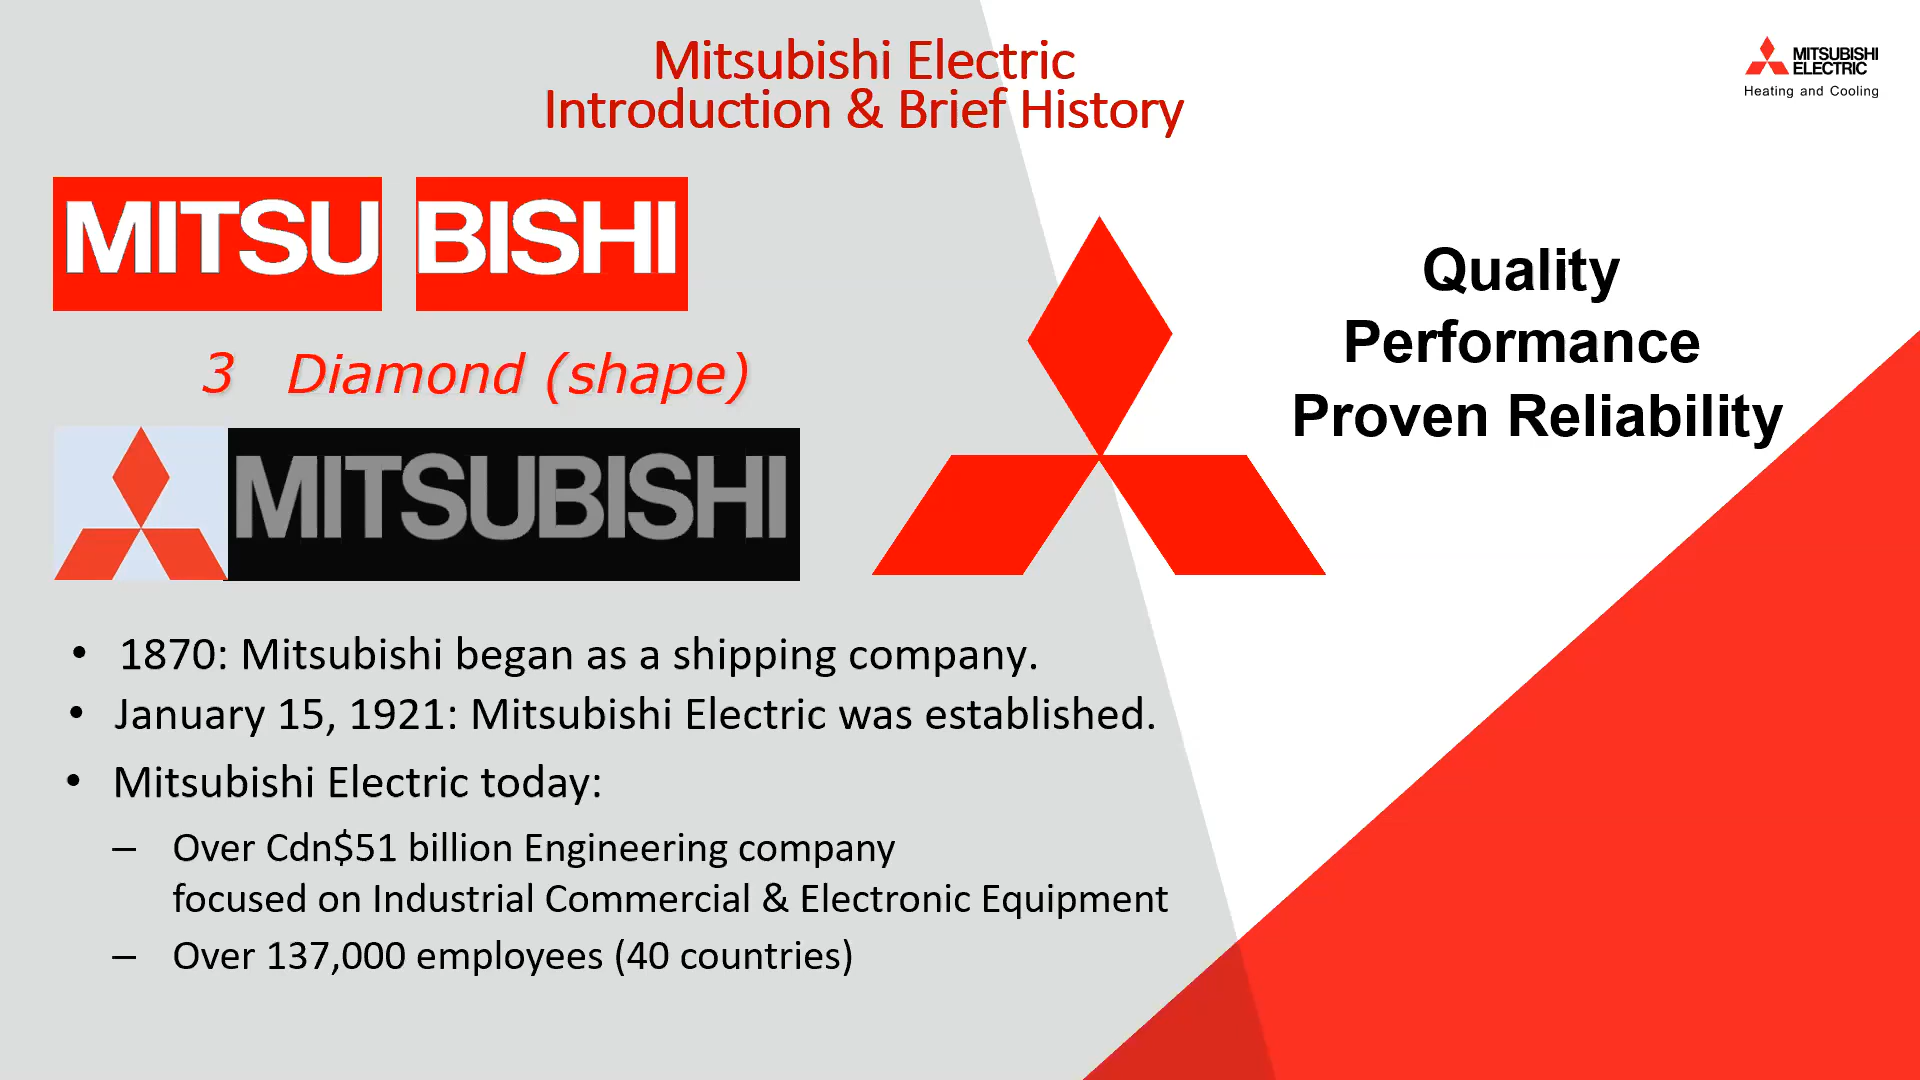 Mitsubishi Electric
Introduction & Brief History
MITSUBISHI
ELECTRIC
Heating and Cooling
MITSU BISHI
3 Diamond (shape)
MITSUBISHI
Quality
Performance
Proven Reliability
• 1870: Mitsubishi began as a shipping company.
• January 15, 1921: Mitsubishi Electric was established.
• Mitsubishi Electric today:
– Over Cdn$51 billion Engineering company
focused on Industrial Commercial & Electronic Equipment
– Over 137,000 employees (40 countries)